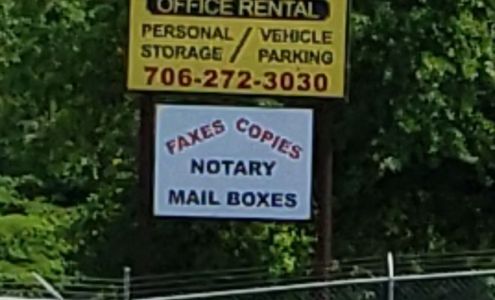 OFFICE RENTAL
PERSONAL / VEHICLE
STORAGE / PARKING
706-272-3030
FAXES COPIES
NOTARY
MAIL BOXES